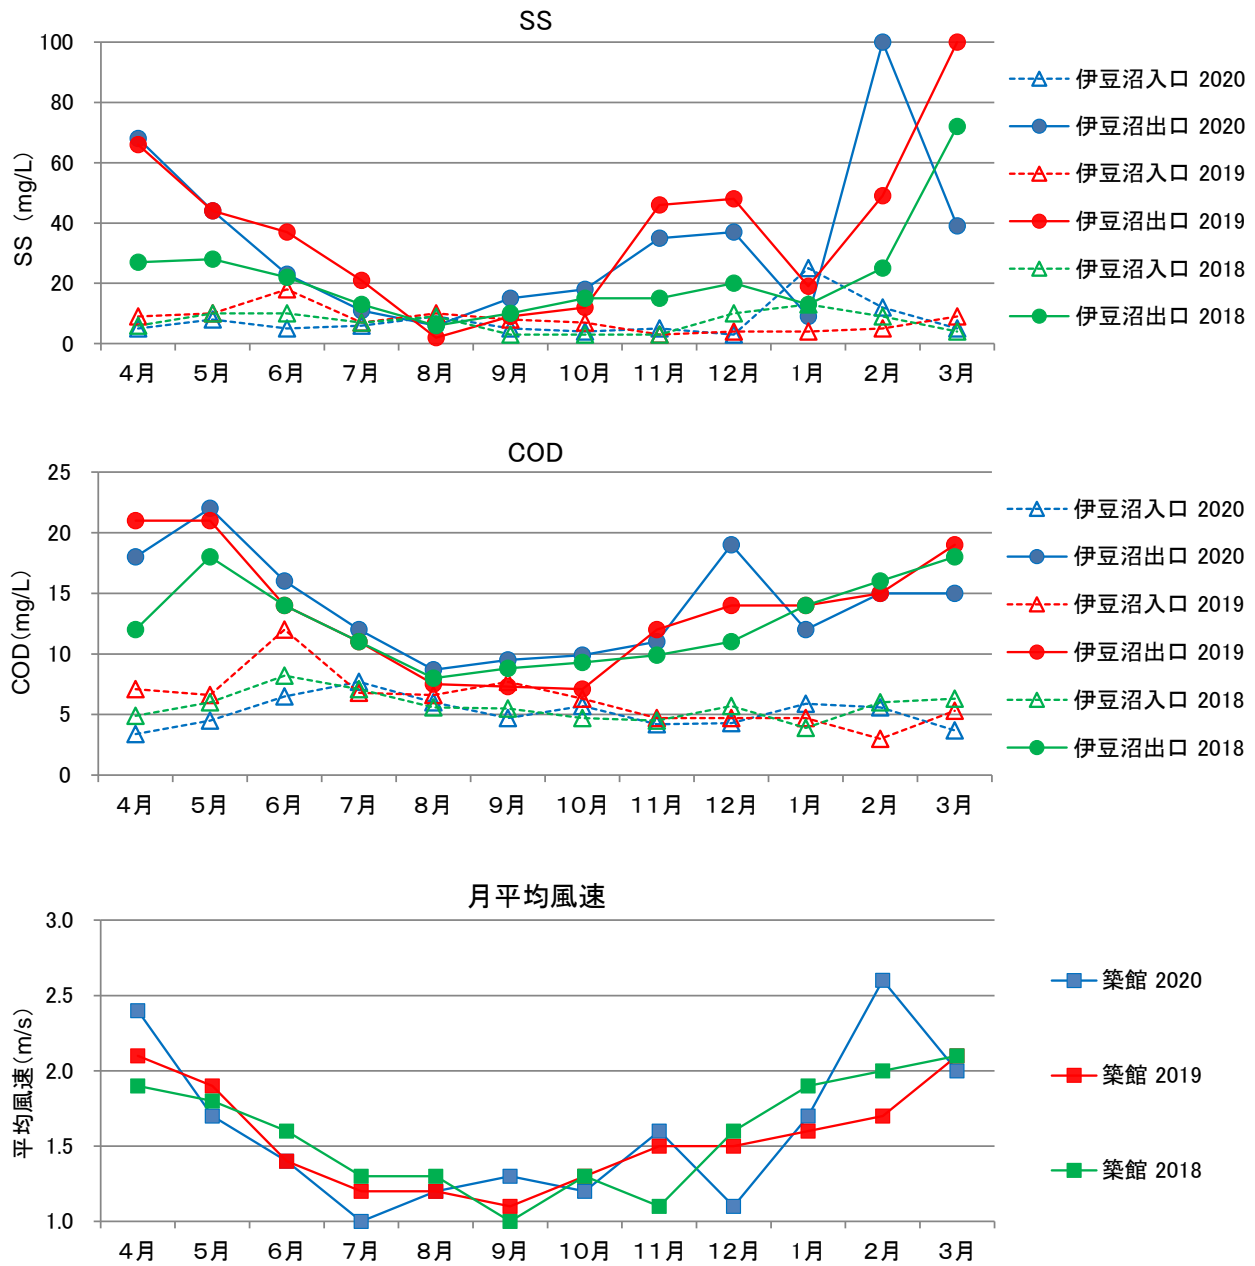 SS
100
80
60
40
20
0
SS (mg/L)
4月 5月 6月 7月 8月 9月 10月 11月 12月 1月 2月 3月
伊豆沼入口 2020
伊豆沼出口 2020
伊豆沼入口 2019
伊豆沼出口 2019
伊豆沼入口 2018
伊豆沼出口 2018
COD
25
20
15
10
5
0
COD(mg/L)
4月 5月 6月 7月 8月 9月 10月 11月 12月 1月 2月 3月
伊豆沼入口 2020
伊豆沼出口 2020
伊豆沼入口 2019
伊豆沼出口 2019
伊豆沼入口 2018
伊豆沼出口 2018
月平均風速
3.0
2.5
2.0
1.5
1.0
平均風速(m/s)
4月 5月 6月 7月 8月 9月 10月 11月 12月 1月 2月 3月
築館 2020
築館 2019
築館 2018